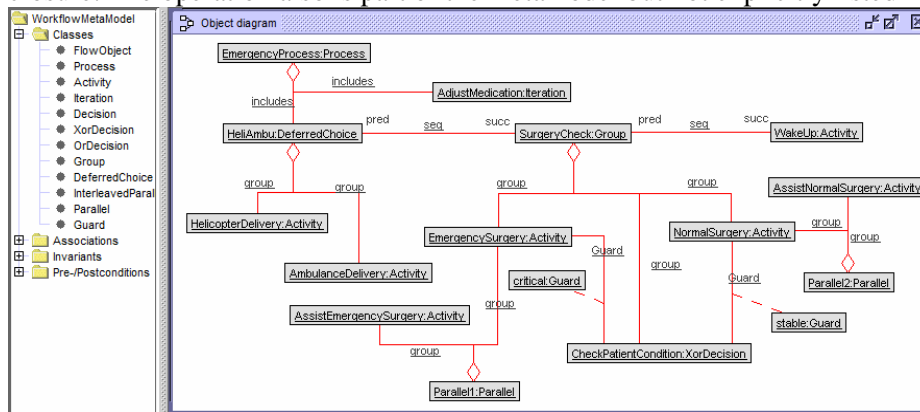 WorkflowMetaModel
Classes
FlowObject
Process
Activity
Iteration
Decision
XorDecision
OrDecision
Group
DeferredChoice
InterleavedParal
Parallel
Guard
Associations
Invariants
Pre-/Postconditions
Object diagram
EmergencyProcess:Process
includes
includes
AdjustMedication:Iteration
HeliAmbu:DeferredChoice
pred
seq
succ
SurgeryCheck:Group
pred
seq
succ
WakeUp:Activity
group
group
group
group
AssistNormalSurgery:Activity
HelicopterDelivery:Activity
EmergencySurgery:Activity
NormalSurgery:Activity
group
group
Guard
group
Guard
AmbulanceDelivery:Activity
critical:Guard
Parallel2:Parallel
group
AssistEmergencySurgery:Activity
stable:Guard
group
CheckPatientCondition:XorDecision
Parallel1:Parallel